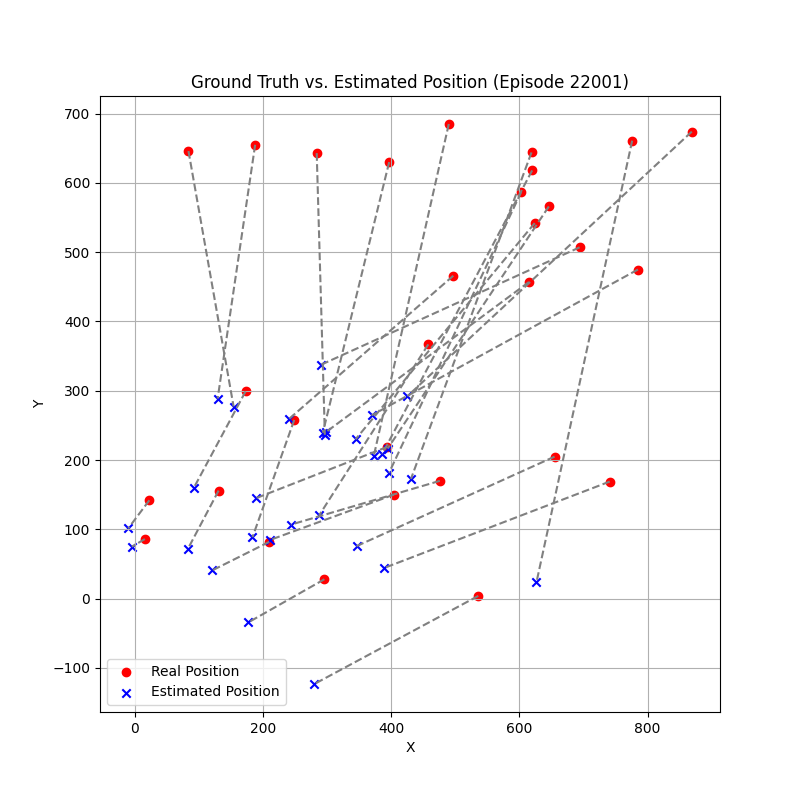 Ground Truth vs. Estimated Position (Episode 22001)
700
600
500
400
300
200
100
0
−100
Y
Real Position
Estimated Position
0 200 400 600 800
X